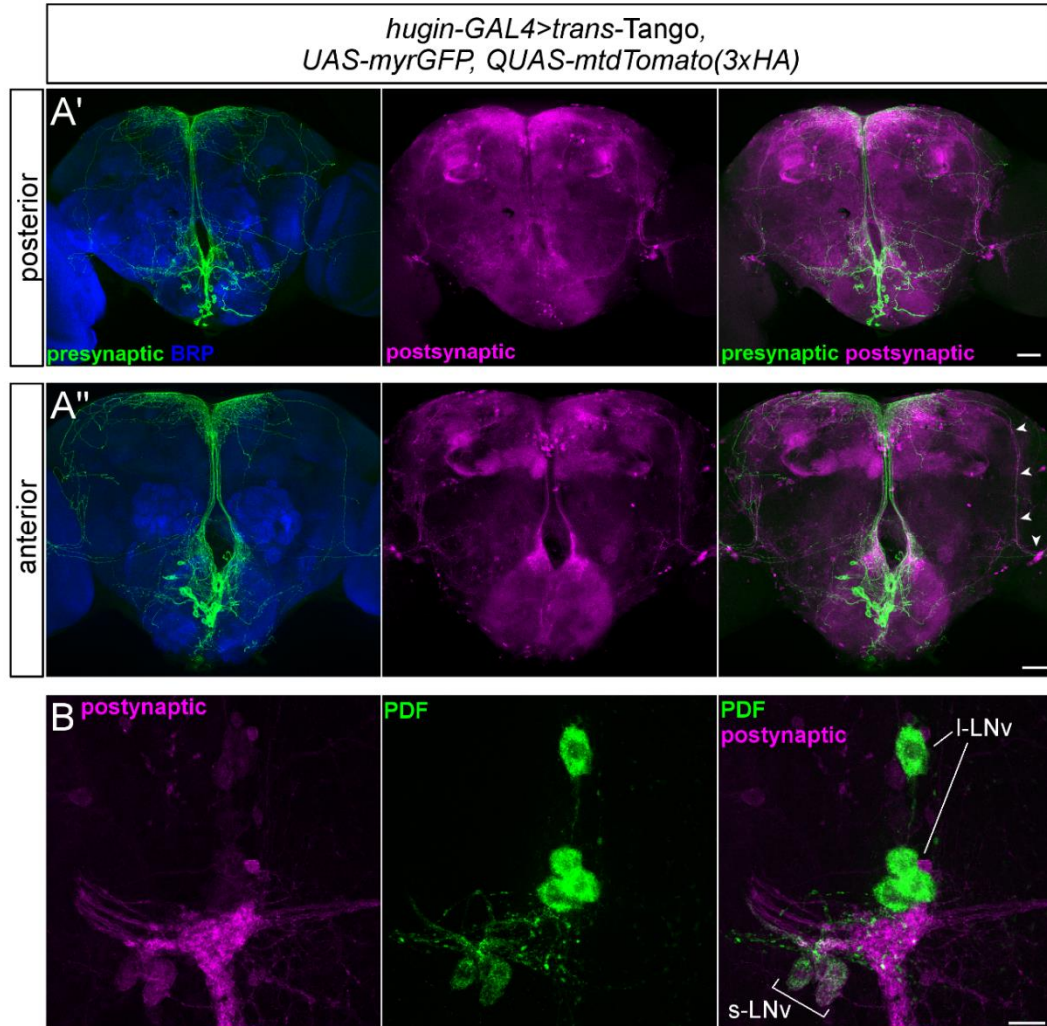 hugin-GAL4>trans-Tango,
UAS-myrGFP, QUAS-mtdTomato(3xHA)
posterior
A'
presynaptic BRP
postsynaptic
presynaptic postsynaptic
anterior
A"
B
postynaptic
PDF
PDF
postynaptic
l-LNv
s-LNv